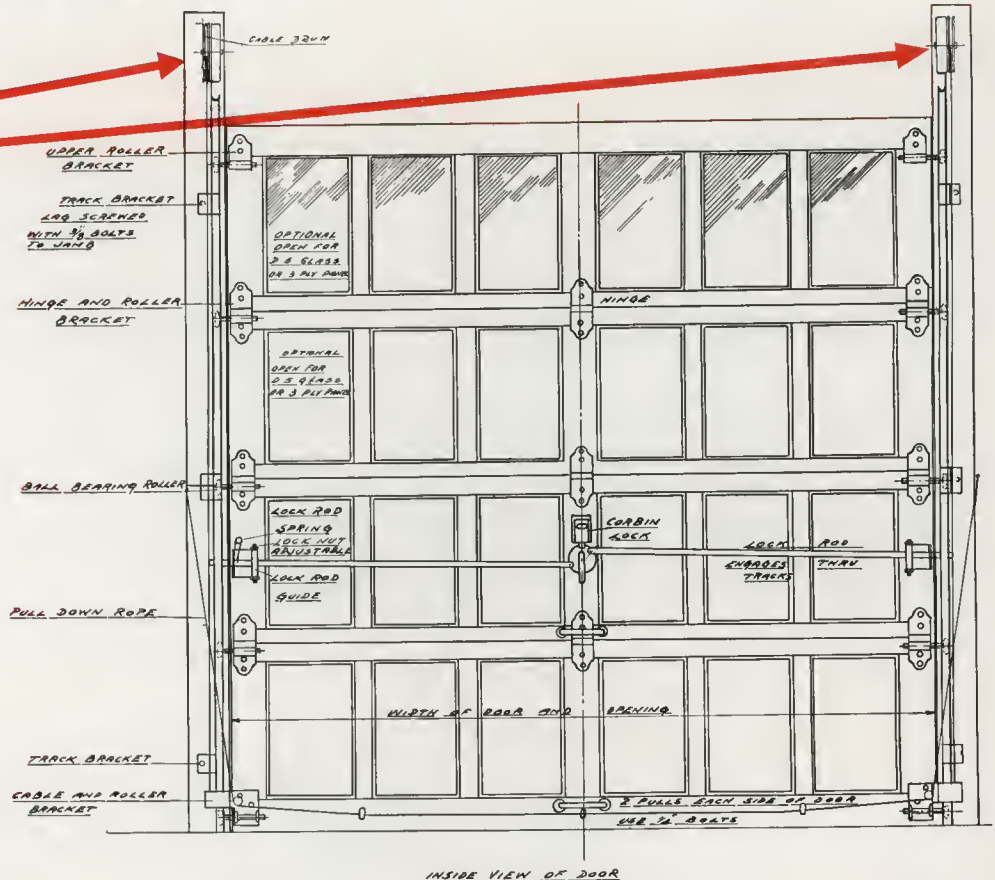 CABLE DRUM
UPPER ROLLER
BRACKET
TRACK BRACKET
LAG SCREWED
WITH 3/8" BOLTS
TO JAMB
OPTIONAL
OPEN FOR
D S GLASS
OR 3 PLY PANEL
HINGE AND ROLLER
BRACKET
HINGE
OPTIONAL
OPEN FOR
D S GLASS
OR 3 PLY PANEL
BALL BEARING ROLLER
LOCK ROD
SPRING
LOCK NUT
ADJUSTABLE
LOCK ROD
GUIDE
CORBIN
LOCK
LOCK ROD
ENGAGES THRU
TRACKS
PULL DOWN ROPE
WIDTH OF DOOR AND OPENING
TRACK BRACKET
CABLE AND ROLLER
BRACKET
2 PULLS EACH SIDE OF DOOR
USE 1/4" BOLTS
INSIDE VIEW OF DOOR